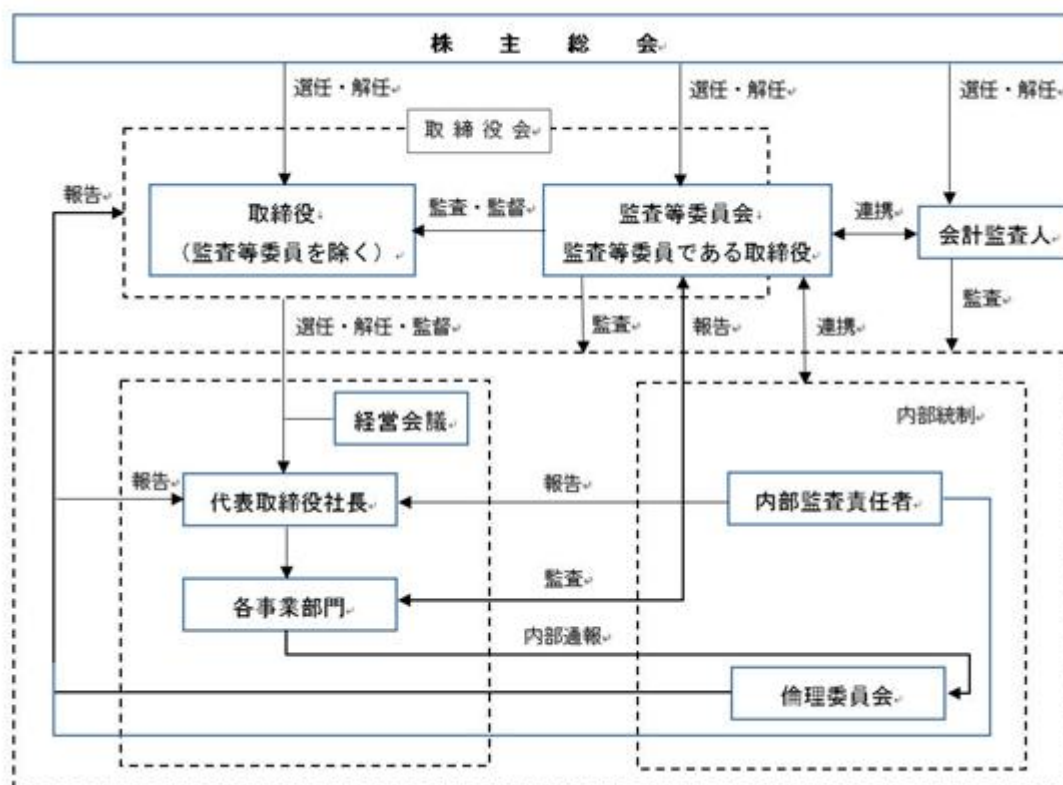 株主総会
選任・解任
選任・解任
選任・解任
取締役会
報告
取締役
（監査等委員を除く）
監査・監督
監査等委員会
監査等委員である取締役
連携
会計監査人
選任・解任・監督
監査
報告
連携
監査
経営会議
内部統制
報告
代表取締役社長
報告
内部監査責任者
各事業部門
監査
内部通報
倫理委員会